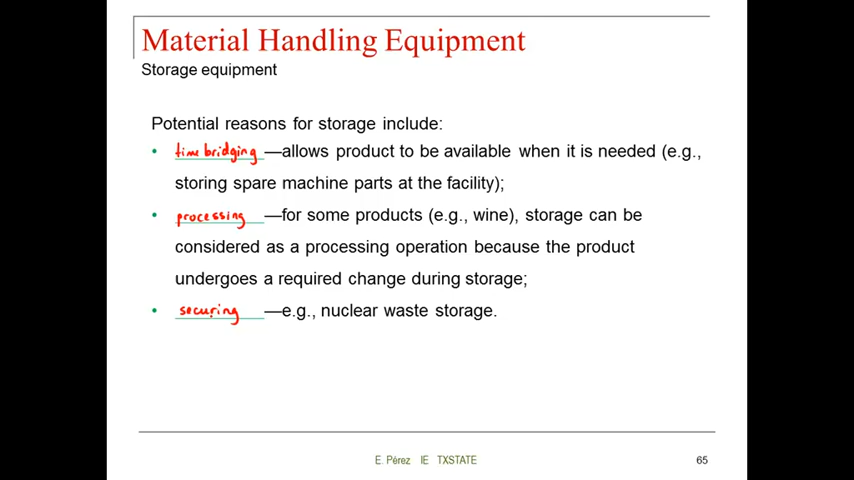 Material Handling Equipment
Storage equipment
Potential reasons for storage include:
• time bridging—allows product to be available when it is needed (e.g.,
storing spare machine parts at the facility);
• processing—for some products (e.g., wine), storage can be
considered as a processing operation because the product
undergoes a required change during storage;
• securing—e.g., nuclear waste storage.
E. Pérez IE TXSTATE
65